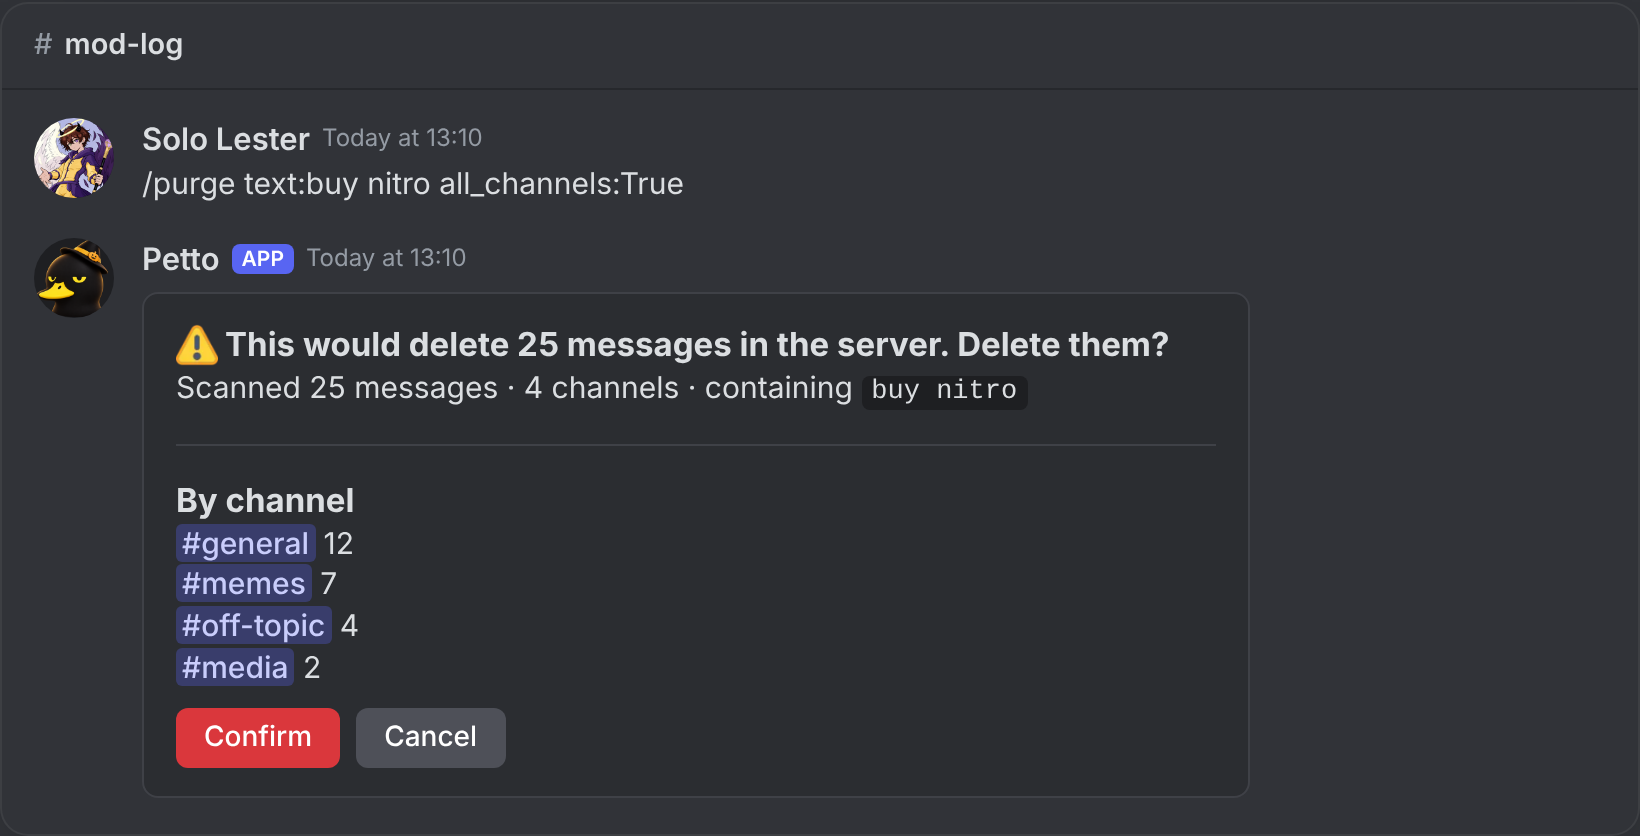 # mod-log
Solo Lester Today at 13:10
/purge text:buy nitro all_channels:True
Petto APP Today at 13:10
⚠️ This would delete 25 messages in the server. Delete them?
Scanned 25 messages · 4 channels · containing buy nitro
By channel
#general 12
#memes 7
#off-topic 4
#media 2
Confirm Cancel